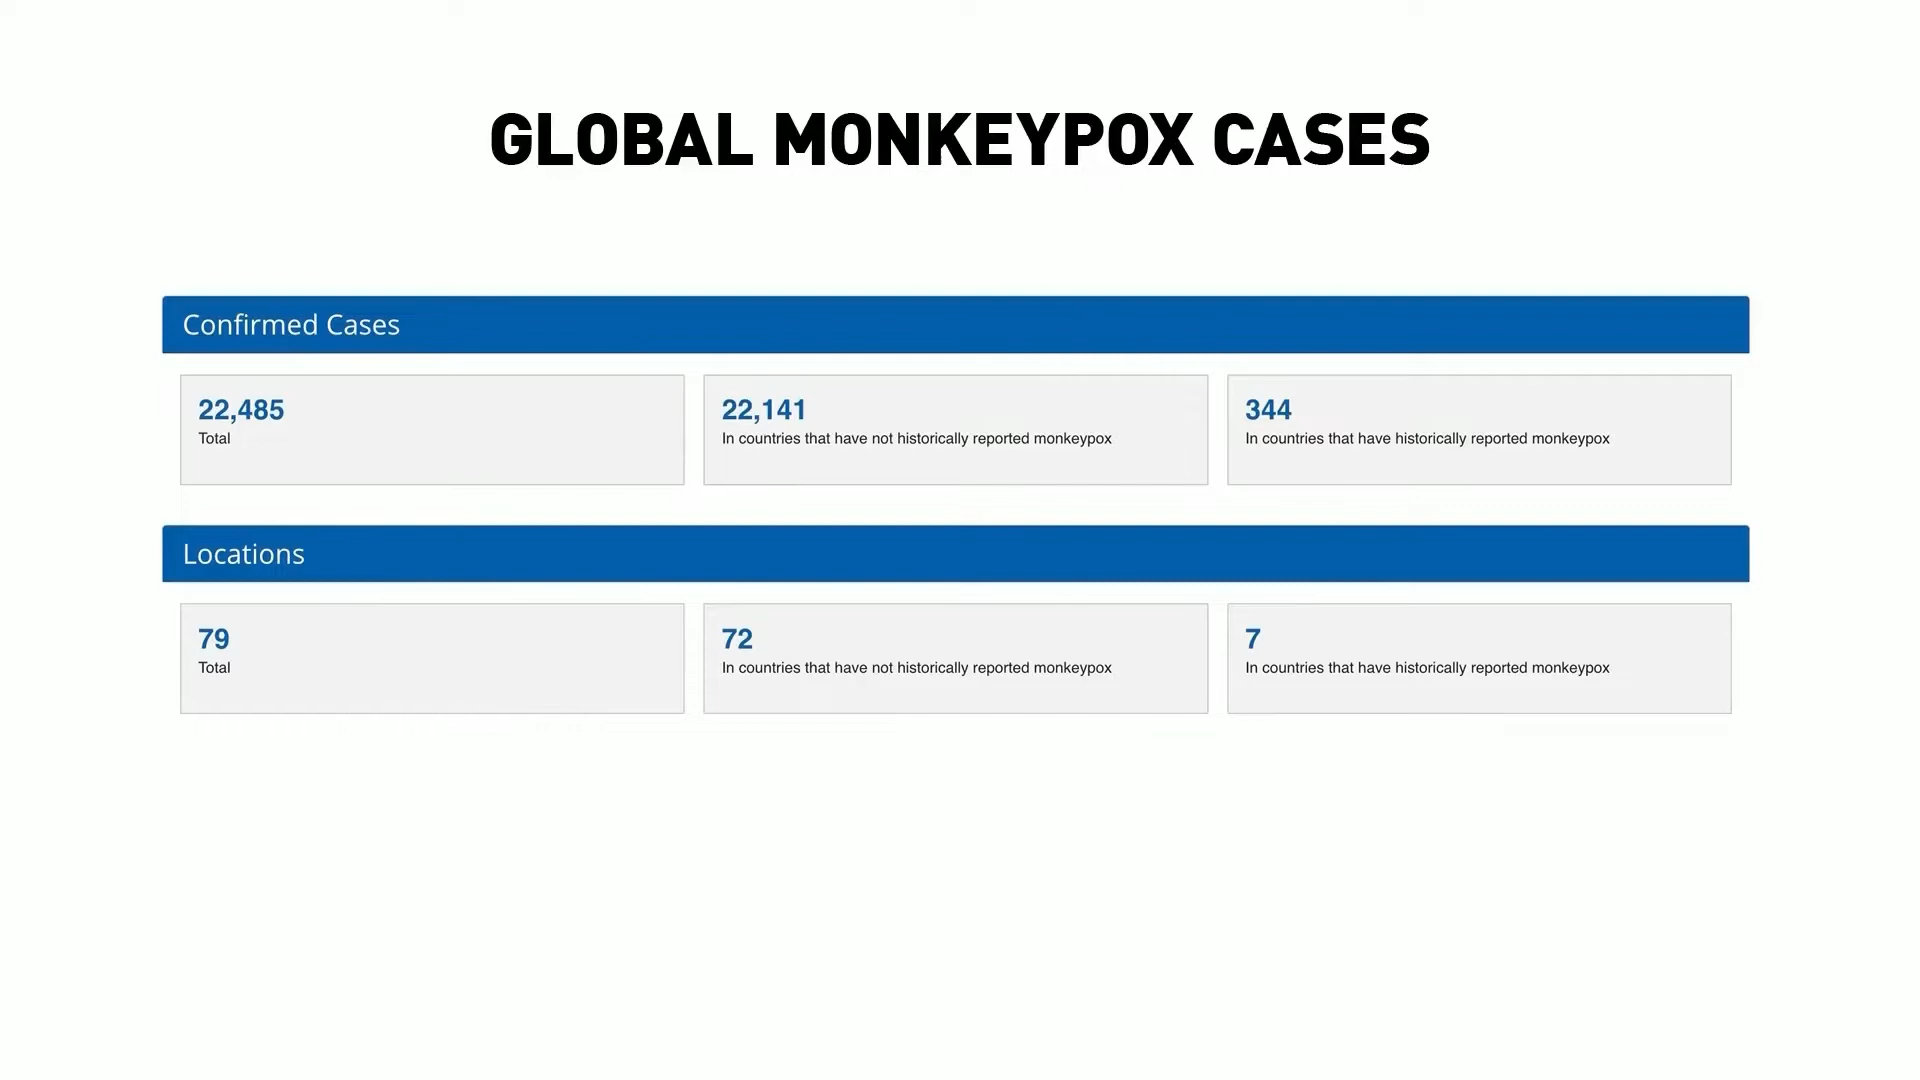 GLOBAL MONKEYPOX CASES
Confirmed Cases
22,485
Total
22,141
In countries that have not historically reported monkeypox
344
In countries that have historically reported monkeypox
Locations
79
Total
72
In countries that have not historically reported monkeypox
7
In countries that have historically reported monkeypox